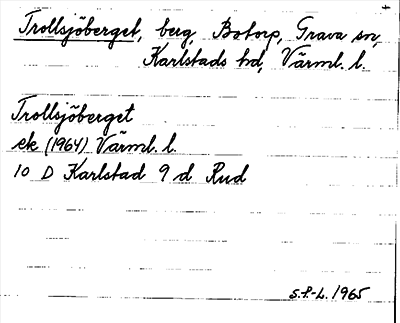 Trollsjöberget, berg, Botorp, Grava sn,
Karlstads hd, Värml. l.
Trollsjöberget
ek (1964) Värml. l.
10 D Karlstad 9 d Rud
S.F.-L. 1965